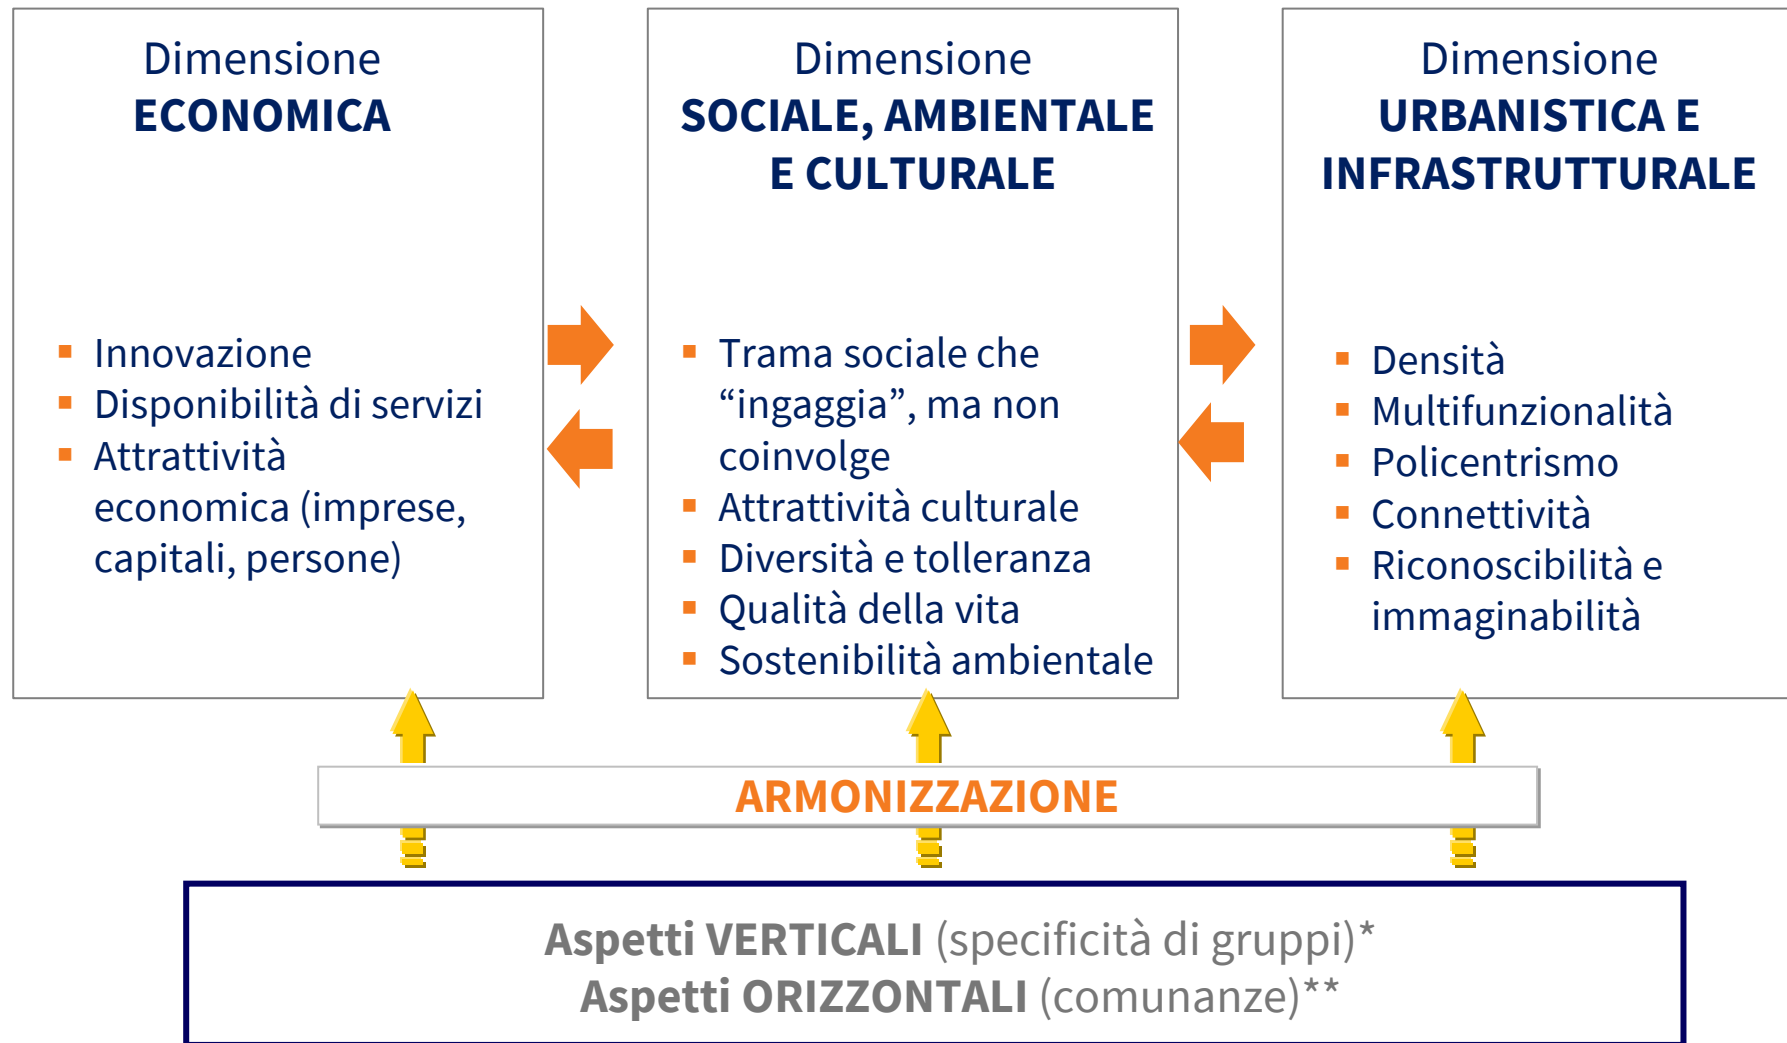 Dimensione
ECONOMICA
▪ Innovazione
▪ Disponibilità di servizi
▪ Attrattività
economica (imprese,
capitali, persone)
Dimensione
SOCIALE, AMBIENTALE
E CULTURALE
▪ Trama sociale che
“ingaggia”, ma non
coinvolge
▪ Attrattività culturale
▪ Diversità e tolleranza
▪ Qualità della vita
▪ Sostenibilità ambientale
Dimensione
URBANISTICA E
INFRASTRUTTURALE
▪ Densità
▪ Multifunzionalità
▪ Policentrismo
▪ Connettività
▪ Riconoscibilità e
immaginabilità
ARMONIZZAZIONE
Aspetti VERTICALI (specificità di gruppi)*
Aspetti ORIZZONTALI (comunanze)**